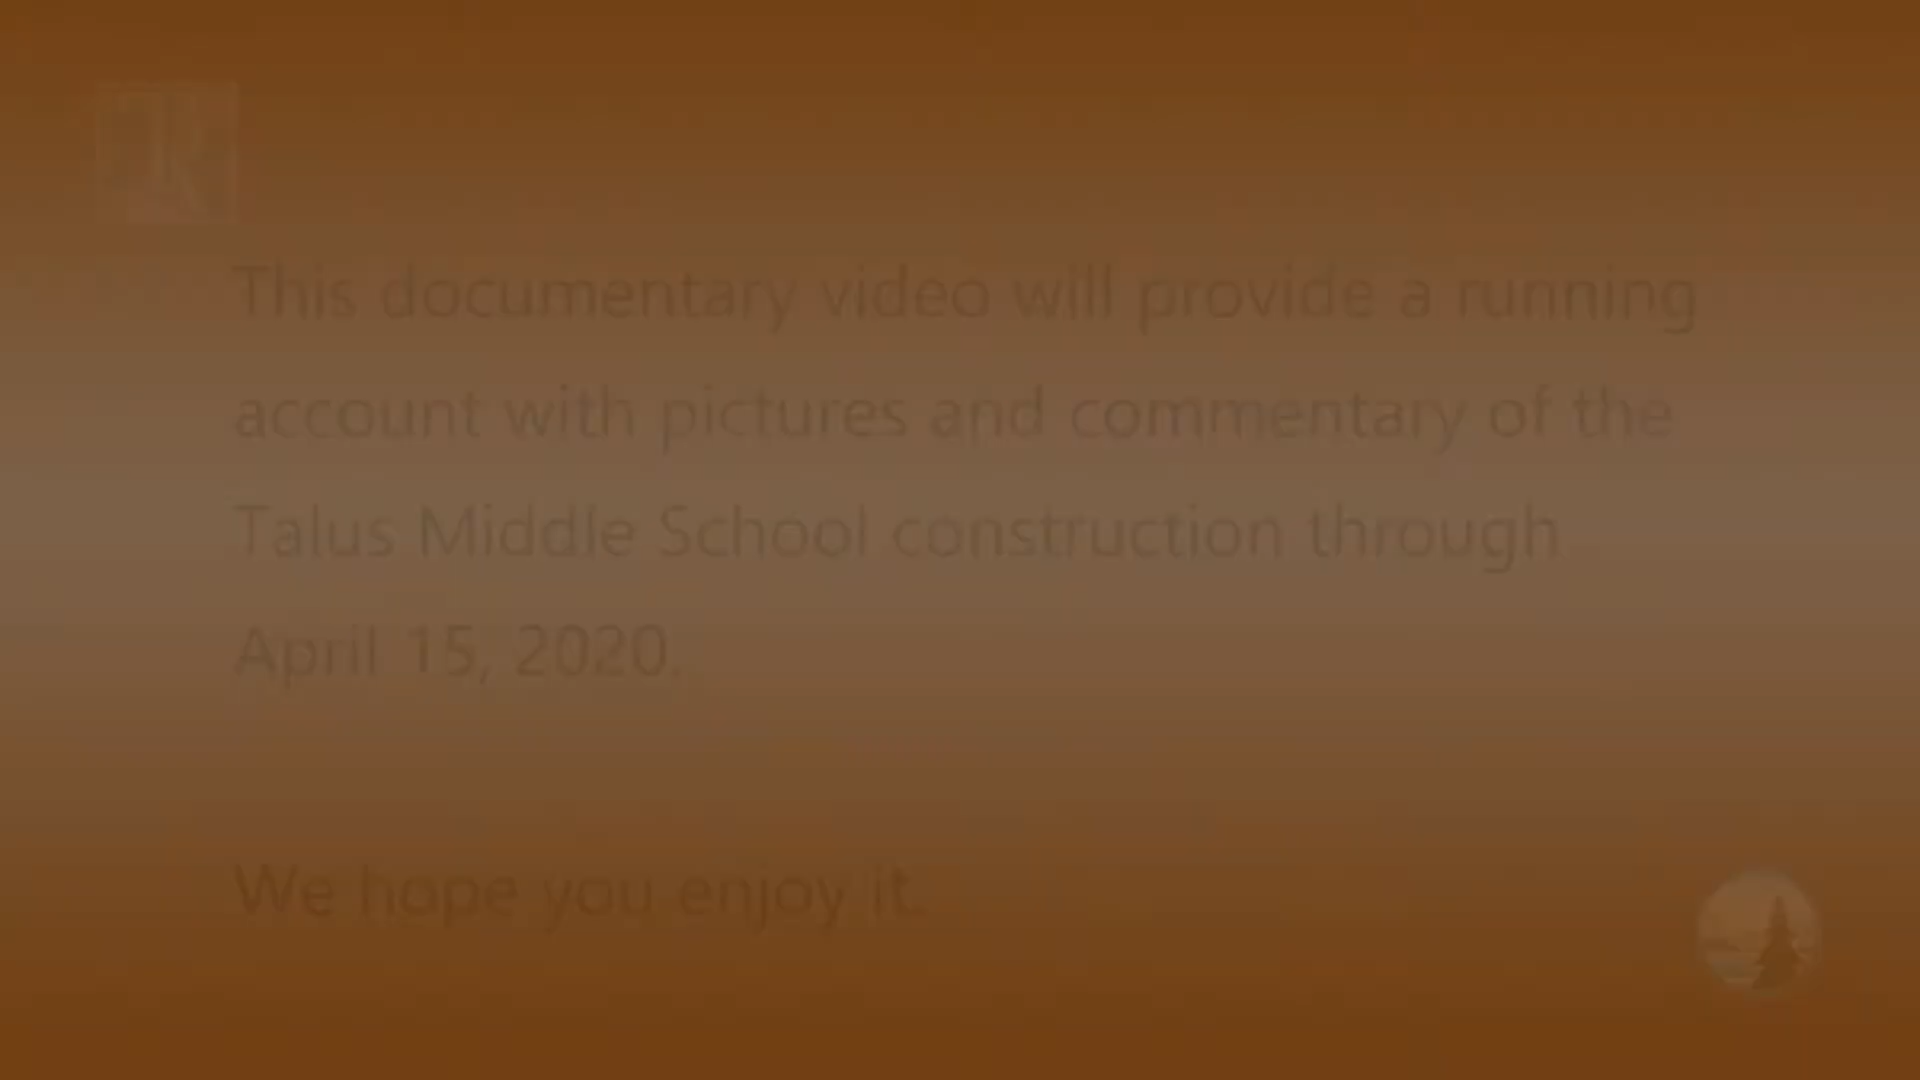 This documentary video will provide a running
account with pictures and commentary of the
Talus Middle School construction through
April 15, 2020.
We hope you enjoy it.